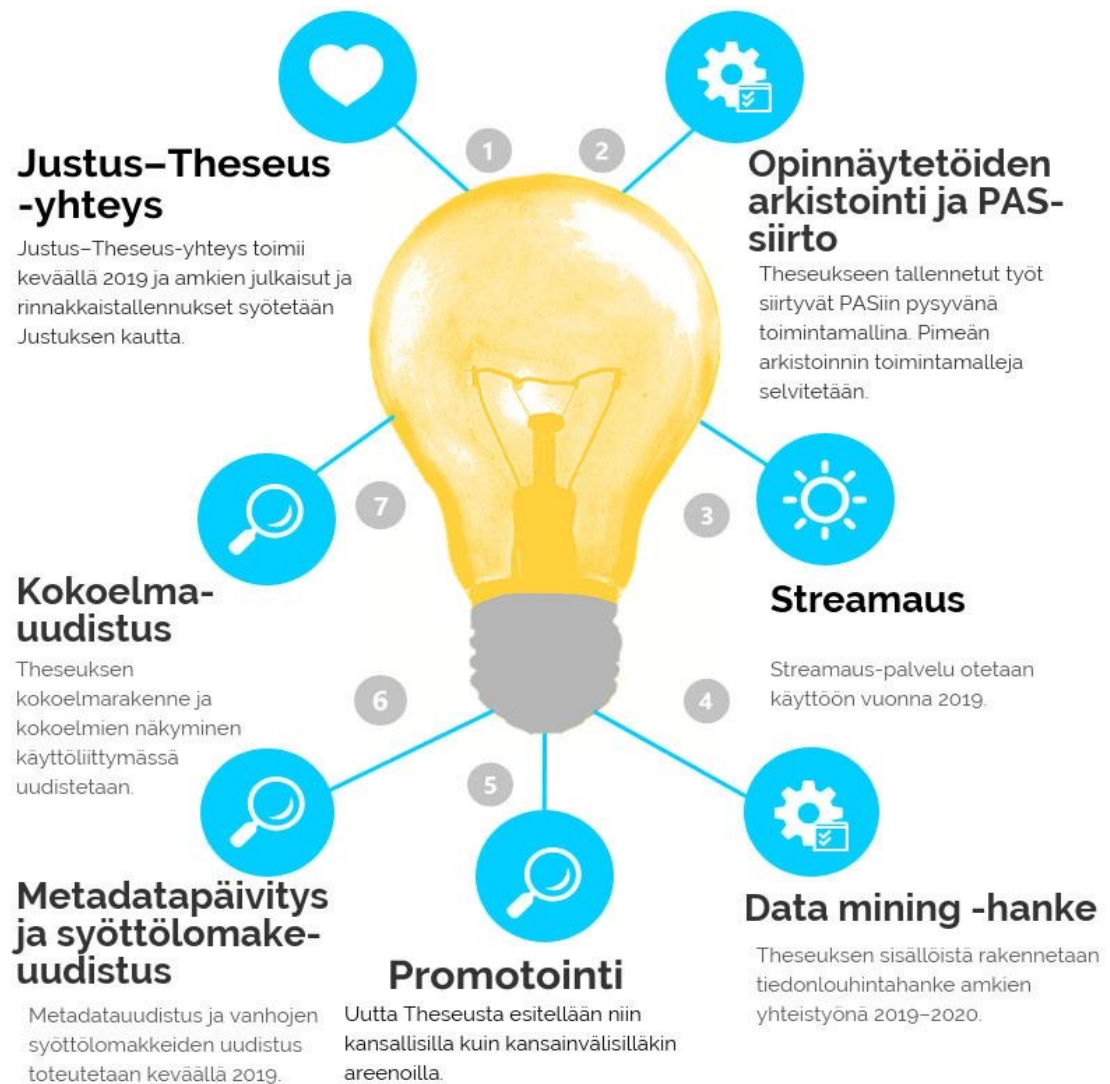 1
Justus–Theseus
-yhteys
Justus–Theseus-yhteys toimii
keväällä 2019 ja amkien julkaisut ja
rinnakkaistallennukset syötetään
Justuksen kautta.
2
Opinnäytetöiden
arkistointi ja PAS-
siirto
Theseukseen tallennetut työt
siirtyvät PASiin pysyvänä
toimintamallina. Pimeän
arkistoinnin toimintamalleja
selvitetään.
3
Streamaus
Streamaus-palvelu otetaan
käyttöön vuonna 2019.
4
Data mining -hanke
Theseuksen sisällöistä rakennetaan
tiedonlouhintahanke amkien
yhteistyönä 2019–2020.
5
Promotointi
Uutta Theseusta esitellään niin
kansallisilla kuin kansainvälisilläkin
areenoilla.
6
Metadatapäivitys
ja syöttölomake-
uudistus
Metadatauudistus ja vanhojen
syöttölomakkeiden uudistus
toteutetaan keväällä 2019.
7
Kokoelma-
uudistus
Theseuksen
kokoelmarakenne ja
kokoelmien näkyminen
käyttöliittymässä
uudistetaan.